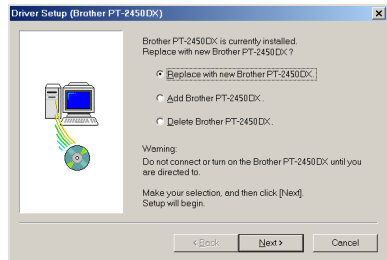 Driver Setup (Brother PT-2450DX)
Brother PT-2450DX is currently installed.
Replace with new Brother PT-2450DX ?
Replace with new Brother PT-2450DX.
Add Brother PT-2450DX .
Delete Brother PT-2450DX .
Warning:
Do not connect or turn on the Brother PT-2450DX until you
are directed to.
Make your selection, and then click [Next].
Setup will begin.
< Back
Next >
Cancel